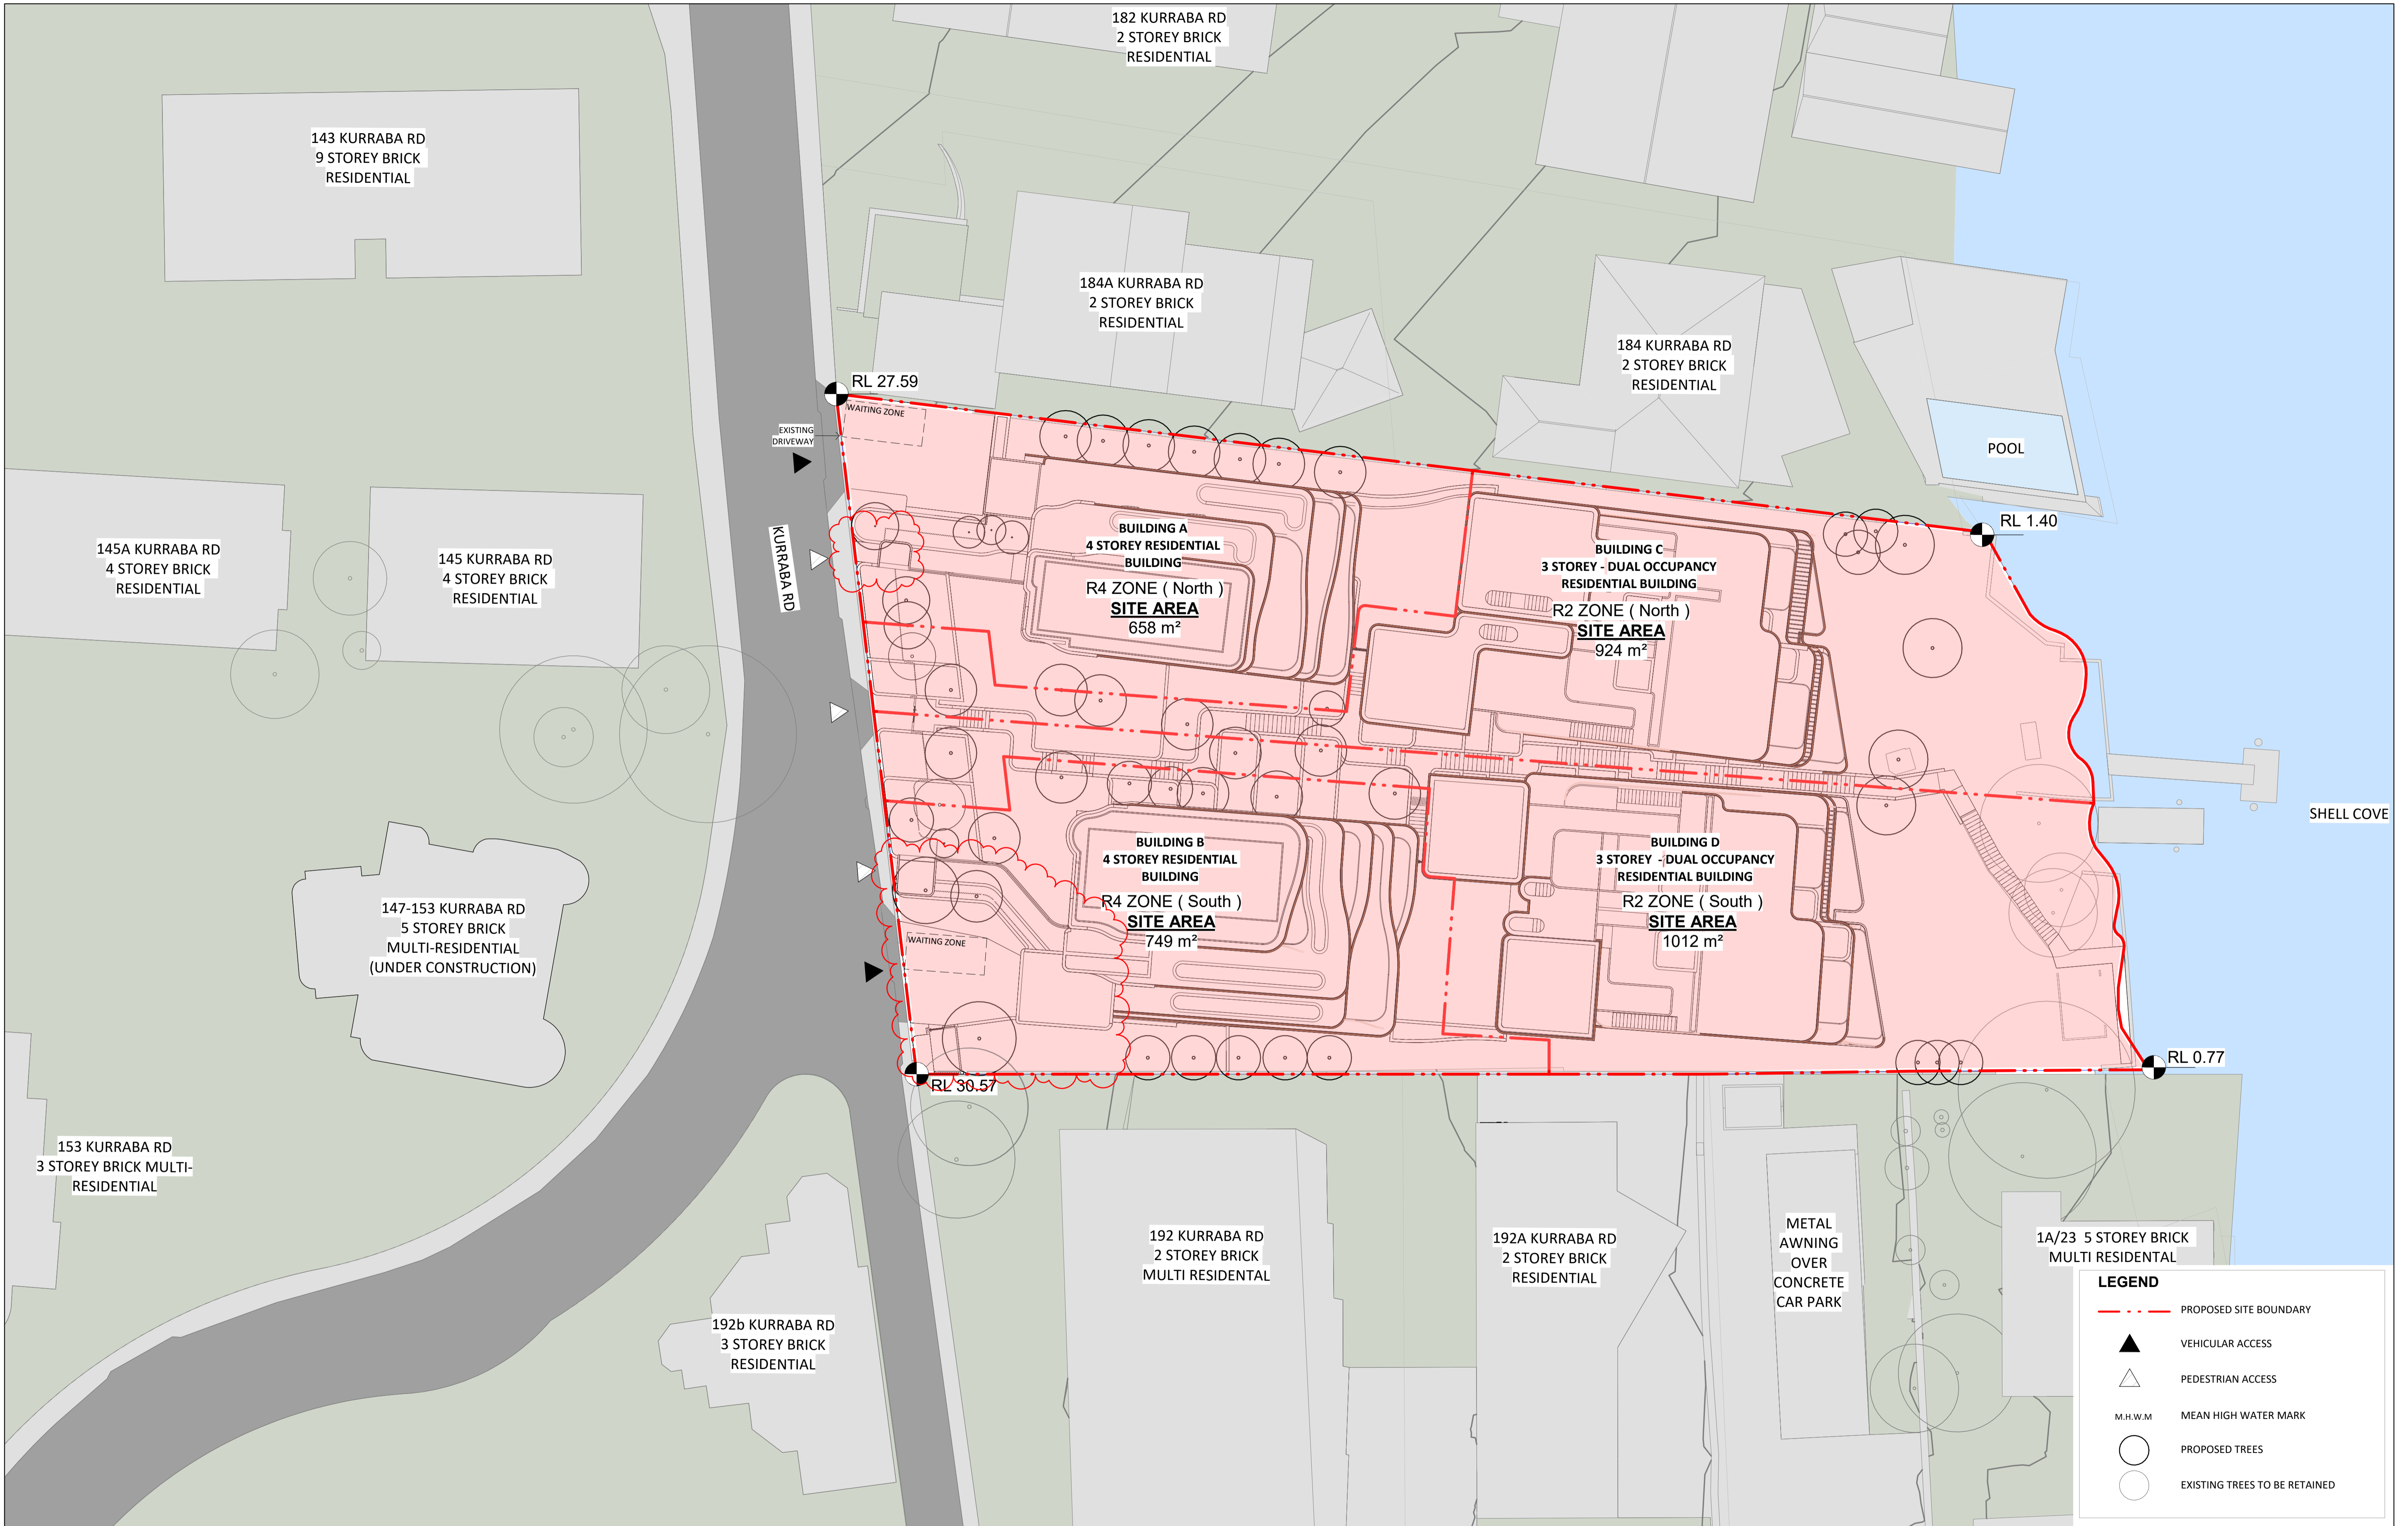 182 KURRABA RD
2 STOREY BRICK
RESIDENTIAL
143 KURRABA RD
9 STOREY BRICK
RESIDENTIAL
184A KURRABA RD
2 STOREY BRICK
RESIDENTIAL
184 KURRABA RD
2 STOREY BRICK
RESIDENTIAL
RL 27.59
WAITING ZONE
EXISTING
DRIVEWAY
POOL
RL 1.40
KURRABA RD
145A KURRABA RD
4 STOREY BRICK
RESIDENTIAL
145 KURRABA RD
4 STOREY BRICK
RESIDENTIAL
BUILDING A
4 STOREY RESIDENTIAL
BUILDING
R4 ZONE ( North )
SITE AREA
658 m²
BUILDING C
3 STOREY - DUAL OCCUPANCY
RESIDENTIAL BUILDING
R2 ZONE ( North )
SITE AREA
924 m²
SHELL COVE
BUILDING B
4 STOREY RESIDENTIAL
BUILDING
R4 ZONE ( South )
SITE AREA
749 m²
BUILDING D
3 STOREY - DUAL OCCUPANCY
RESIDENTIAL BUILDING
R2 ZONE ( South )
SITE AREA
1012 m²
147-153 KURRABA RD
5 STOREY BRICK
MULTI-RESIDENTIAL
(UNDER CONSTRUCTION)
WAITING ZONE
RL 30.57
RL 0.77
153 KURRABA RD
3 STOREY BRICK MULTI-
RESIDENTIAL
192 KURRABA RD
2 STOREY BRICK
MULTI RESIDENTAL
192A KURRABA RD
2 STOREY BRICK
RESIDENTIAL
METAL
AWNING
OVER
CONCRETE
CAR PARK
1A/23 5 STOREY BRICK
MULTI RESIDENTAL
192b KURRABA RD
3 STOREY BRICK
RESIDENTIAL
LEGEND
PROPOSED SITE BOUNDARY
VEHICULAR ACCESS
PEDESTRIAN ACCESS
M.H.W.M MEAN HIGH WATER MARK
PROPOSED TREES
EXISTING TREES TO BE RETAINED